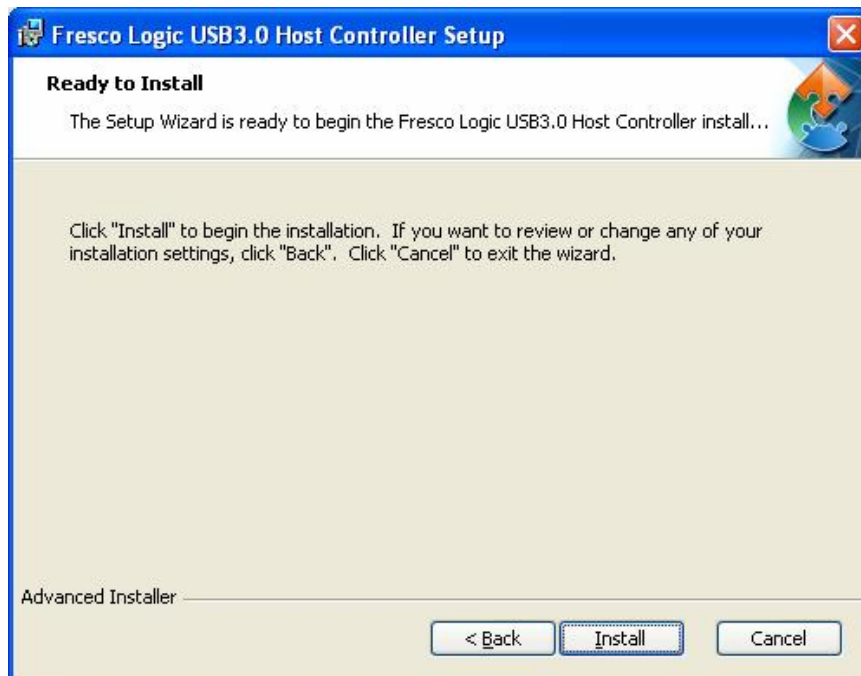 Fresco Logic USB3.0 Host Controller Setup
Ready to Install
The Setup Wizard is ready to begin the Fresco Logic USB3.0 Host Controller install...
Click "Install" to begin the installation.  If you want to review or change any of your
installation settings, click "Back".  Click "Cancel" to exit the wizard.
Advanced Installer
< Back
Install
Cancel